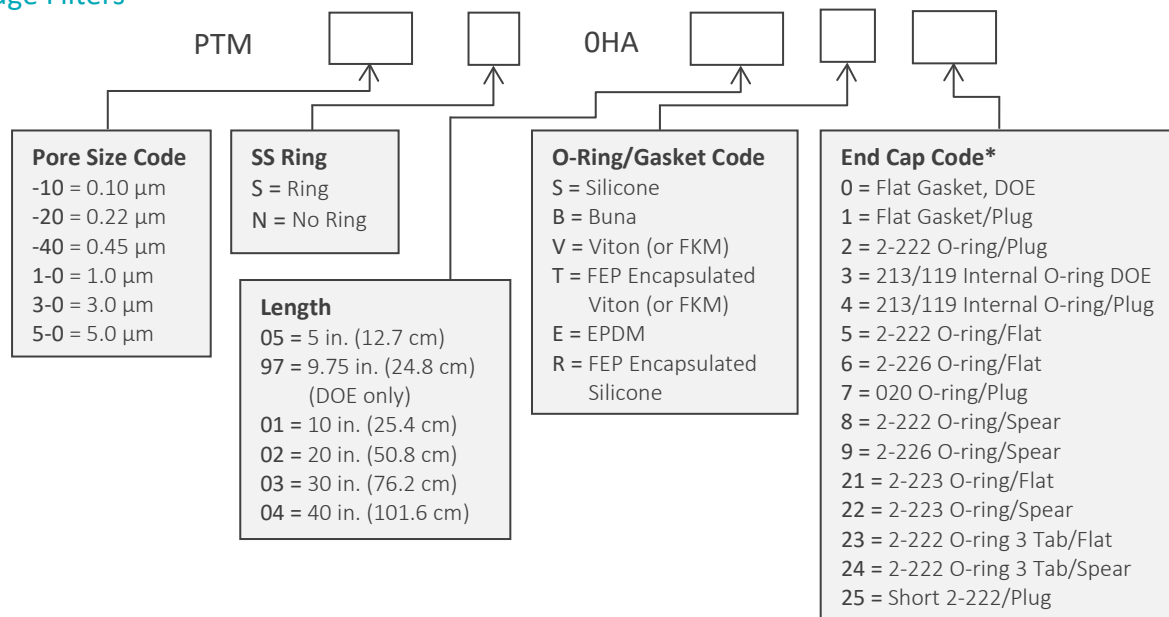 PTM 0HA
Pore Size Code
-10 = 0.10 µm
-20 = 0.22 µm
-40 = 0.45 µm
1-0 = 1.0 µm
3-0 = 3.0 µm
5-0 = 5.0 µm
SS Ring
S = Ring
N = No Ring
Length
05 = 5 in. (12.7 cm)
97 = 9.75 in. (24.8 cm)
(DOE only)
01 = 10 in. (25.4 cm)
02 = 20 in. (50.8 cm)
03 = 30 in. (76.2 cm)
04 = 40 in. (101.6 cm)
O-Ring/Gasket Code
S = Silicone
B = Buna
V = Viton (or FKM)
T = FEP Encapsulated
Viton (or FKM)
E = EPDM
R = FEP Encapsulated
Silicone
End Cap Code*
0 = Flat Gasket, DOE
1 = Flat Gasket/Plug
2 = 2-222 O-ring/Plug
3 = 213/119 Internal O-ring DOE
4 = 213/119 Internal O-ring/Plug
5 = 2-222 O-ring/Flat
6 = 2-226 O-ring/Flat
7 = 020 O-ring/Plug
8 = 2-222 O-ring/Spear
9 = 2-226 O-ring/Spear
21 = 2-223 O-ring/Flat
22 = 2-223 O-ring/Spear
23 = 2-222 O-ring 3 Tab/Flat
24 = 2-222 O-ring 3 Tab/Spear
25 = Short 2-222/Plug